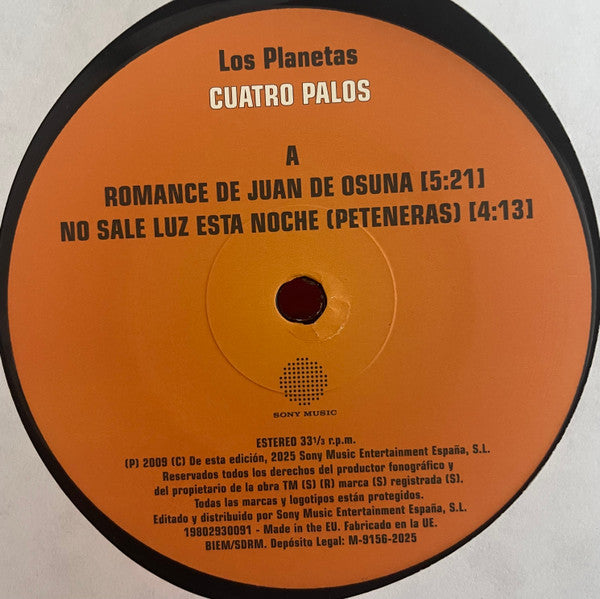 Los Planetas
CUATRO PALOS
A
ROMANCE DE JUAN DE OSUNA [5:21]
NO SALE LUZ ESTA NOCHE (PETENERAS) [4:13]
SONY MUSIC
ESTEREO 33 1/3 r.p.m.
(P) 2009 (C) De esta edición, 2025 Sony Music Entertainment España, S.L.
Reservados todos los derechos del productor fonográfico y
del propietario de la obra TM (S) (R) marca (S) registrada (S).
Todas las marcas y logotipos están protegidos.
Editado y distribuido por Sony Music Entertainment España, S.L.
19802930091 - Made in the EU. Fabricado en la UE.
BIEM/SDRM. Depósito Legal: M-9156-2025